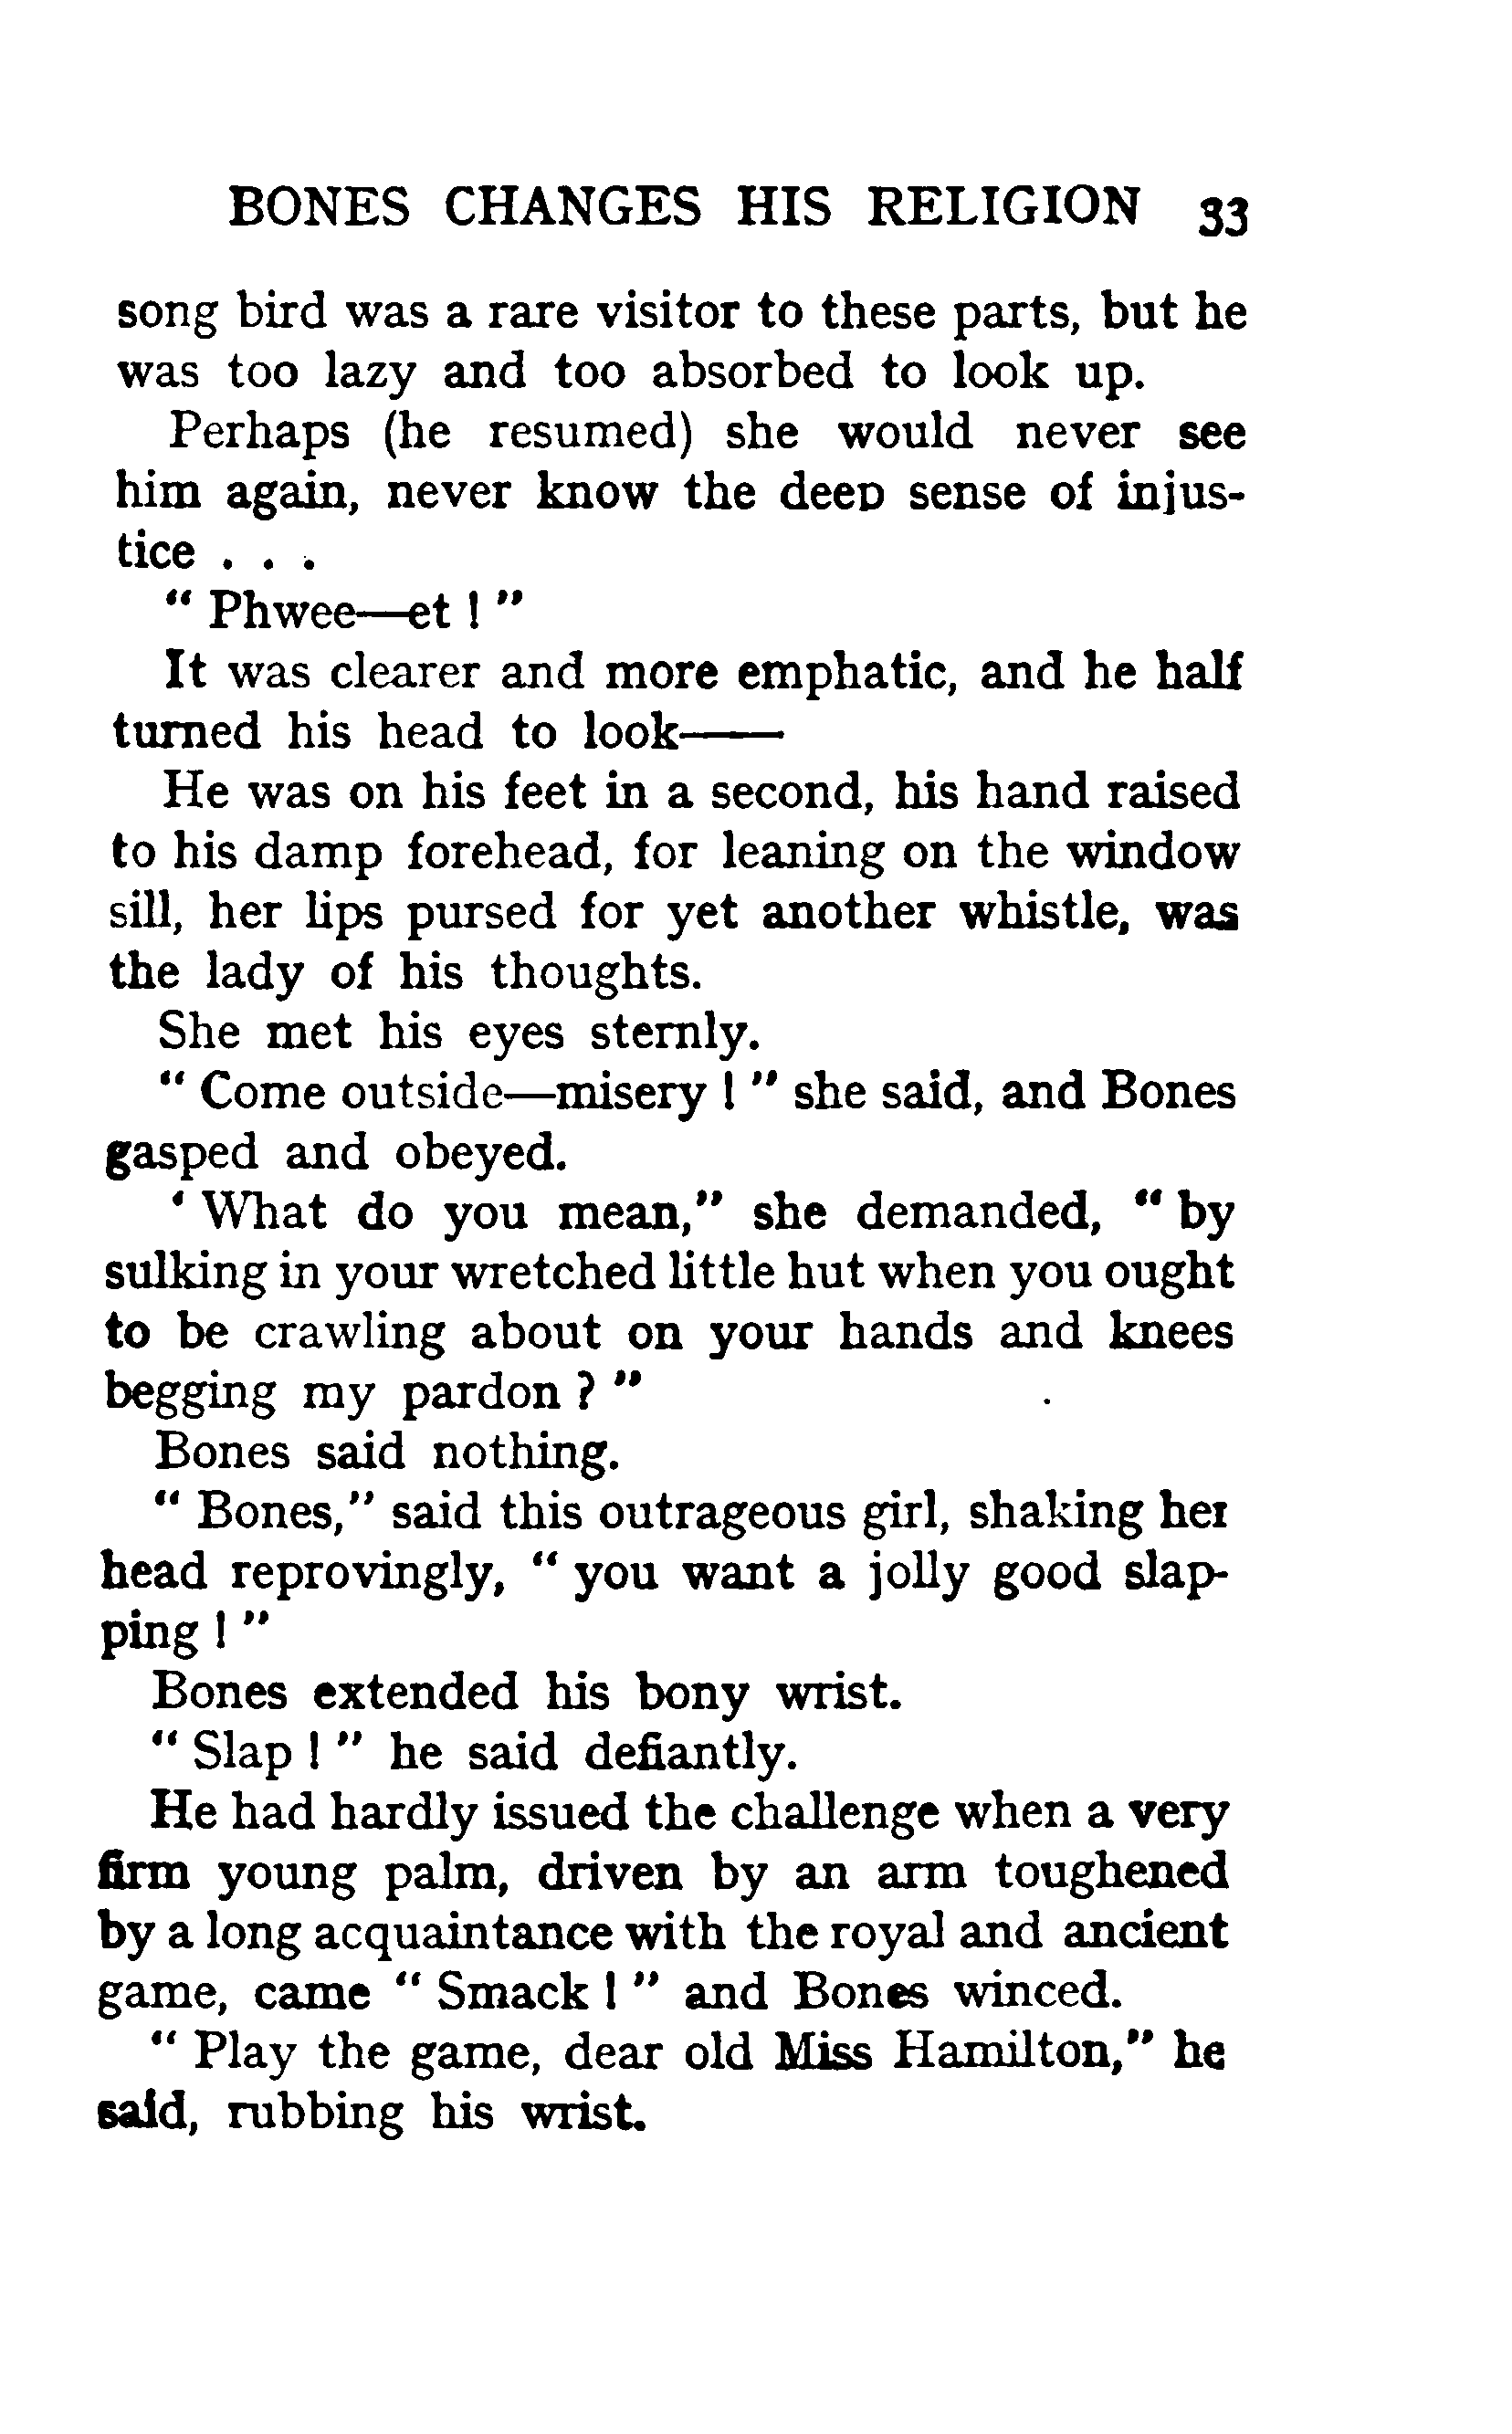 BONES CHANGES HIS RELIGION 33
song bird was a rare visitor to these parts, but he
was too lazy and too absorbed to look up.
Perhaps (he resumed) she would never see
him again, never know the deep sense of injus-
tice . . .
" Phwee—et ! "
It was clearer and more emphatic, and he half
turned his head to look——
He was on his feet in a second, his hand raised
to his damp forehead, for leaning on the window
sill, her lips pursed for yet another whistle, was
the lady of his thoughts.
She met his eyes sternly.
" Come outside—misery ! " she said, and Bones
gasped and obeyed.
' What do you mean," she demanded, " by
sulking in your wretched little hut when you ought
to be crawling about on your hands and knees
begging my pardon ? "
Bones said nothing.
" Bones," said this outrageous girl, shaking her
head reprovingly, " you want a jolly good slap-
ping ! "
Bones extended his bony wrist.
" Slap ! " he said defiantly.
He had hardly issued the challenge when a very
firm young palm, driven by an arm toughened
by a long acquaintance with the royal and ancient
game, came " Smack ! " and Bones winced.
" Play the game, dear old Miss Hamilton," he
said, rubbing his wrist.